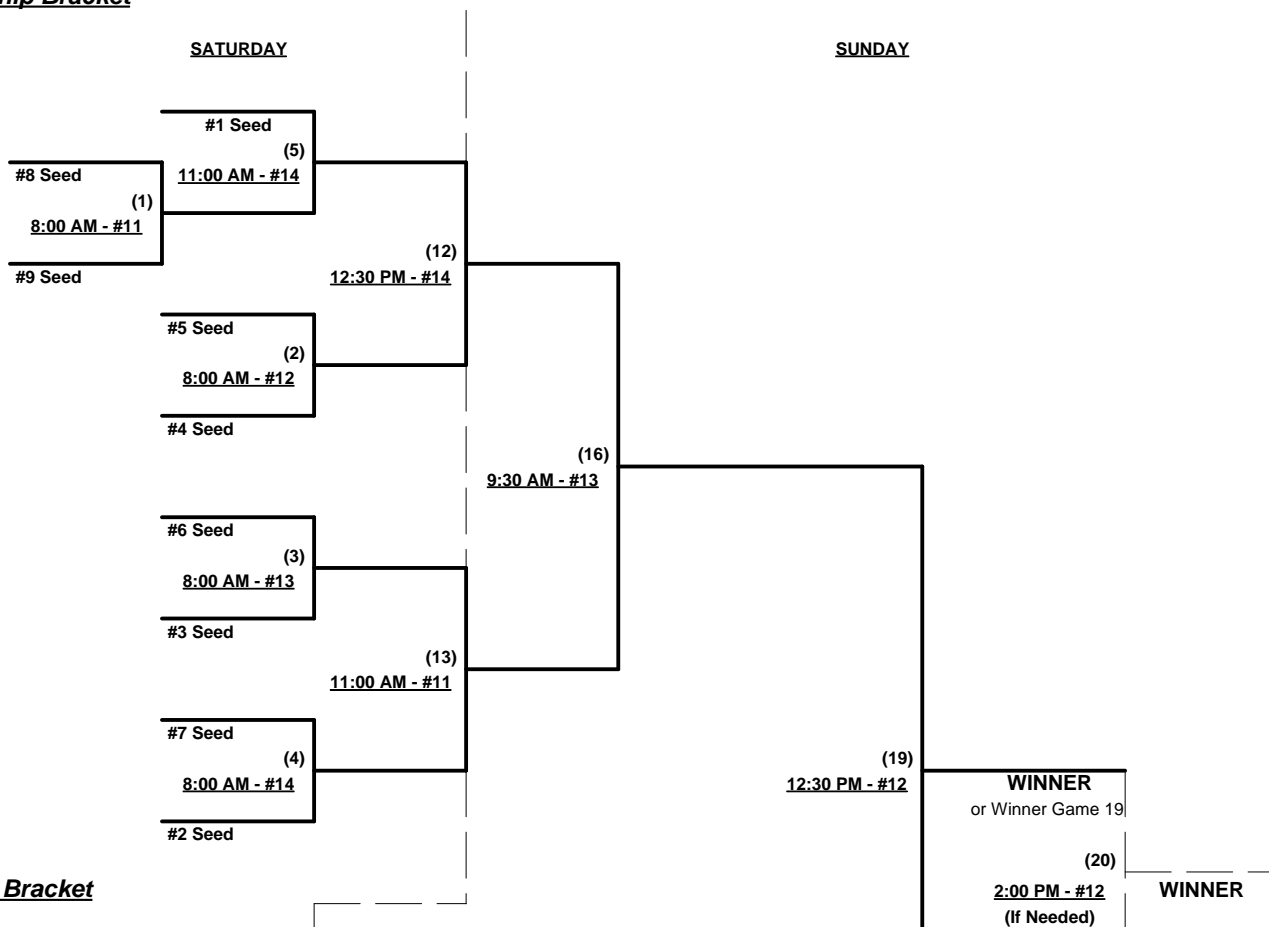 Bracket
SATURDAY
SUNDAY
#1 Seed
(5)
#8 Seed
11:00 AM - #14
(1)
8:00 AM - #11
(12)
#9 Seed
12:30 PM - #14
#5 Seed
(2)
8:00 AM - #12
#4 Seed
(16)
9:30 AM - #13
#6 Seed
(3)
8:00 AM - #13
#3 Seed
(13)
11:00 AM - #11
#7 Seed
(4)
8:00 AM - #14
(19)
12:30 PM - #12
WINNER
or Winner Game 19
#2 Seed
(20)
Bracket
2:00 PM - #12
WINNER
(If Needed)